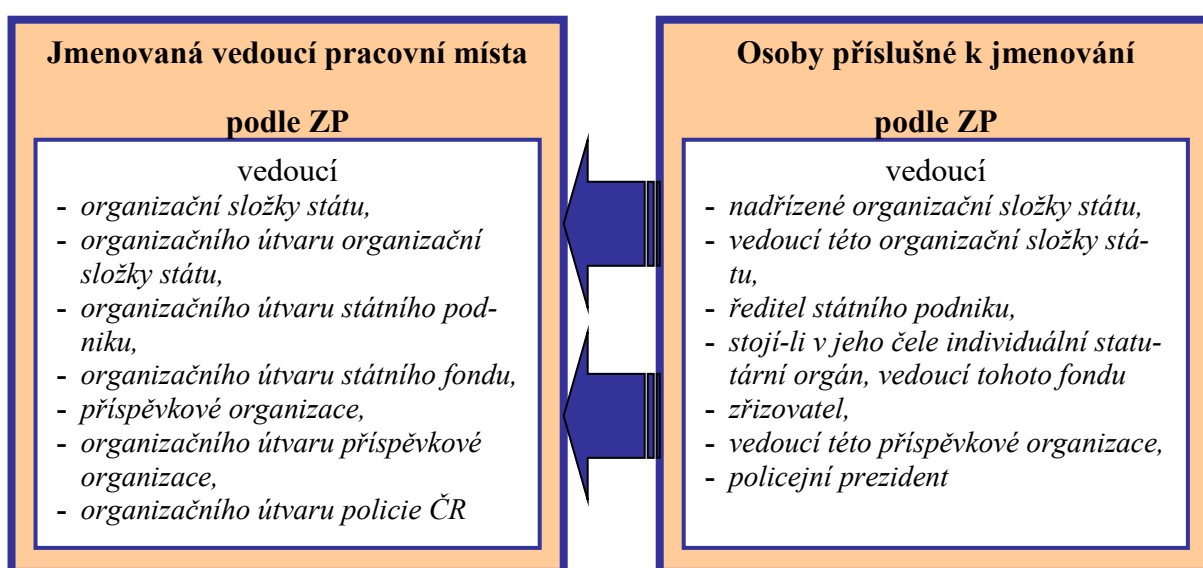 Jmenovaná vedoucí pracovní místa
podle ZP
vedoucí
- organizační složky státu,
- organizačního útvaru organizační
složky státu,
- organizačního útvaru státního pod-
niku,
- organizačního útvaru státního fondu,
- příspěvkové organizace,
- organizačního útvaru příspěvkové
organizace,
- organizačního útvaru policie ČR
Osoby příslušné k jmenování
podle ZP
vedoucí
- nadřízené organizační složky státu,
- vedoucí této organizační složky stá-
tu,
- ředitel státního podniku,
- stojí-li v jeho čele individuální statu-
tární orgán, vedoucí tohoto fondu
- zřizovatel,
- vedoucí této příspěvkové organizace,
- policejní prezident